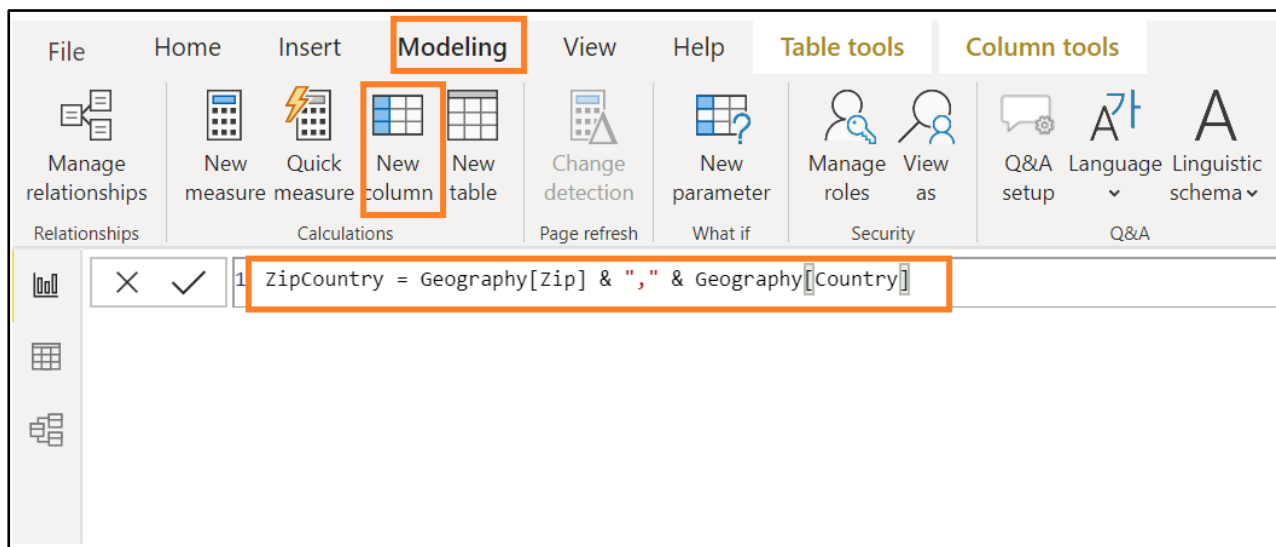 File Home Insert Modeling View Help Table tools Column tools
Manage relationships
New measure
Quick measure
New column
New table
Change detection
New parameter
Manage roles
View as
Q&A setup
Language
Linguistic schema
Relationships Calculations Page refresh What if Security Q&A
1 ZipCountry = Geography[Zip] & "," & Geography[Country]